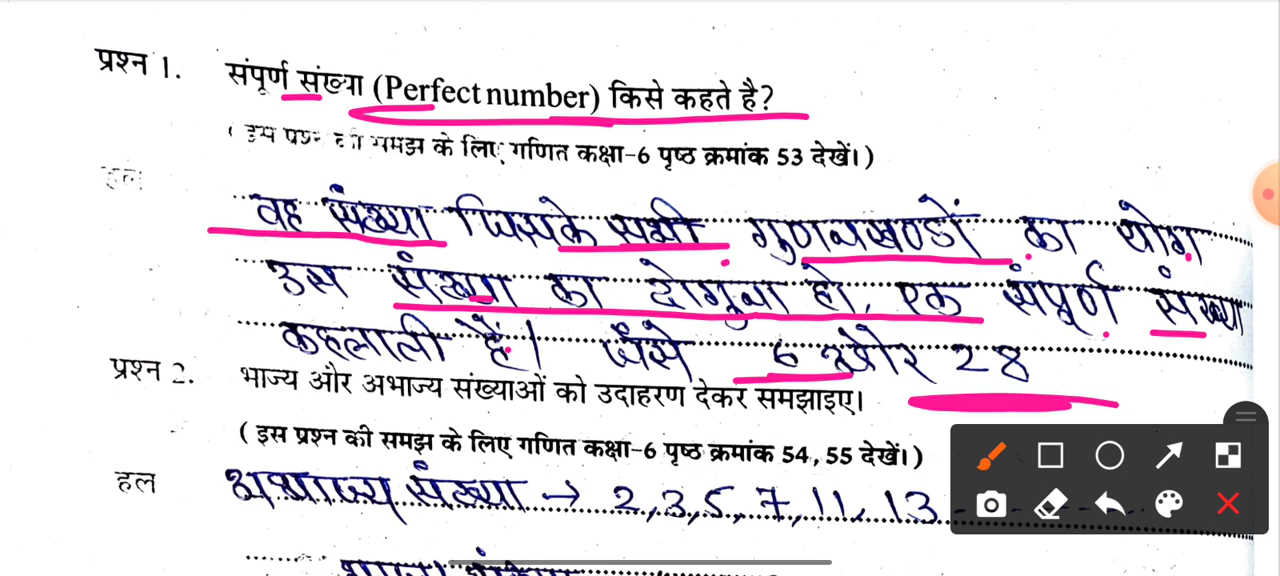 प्रश्न 1. संपूर्ण संख्या (Perfect number) किसे कहते है?
( इस प्रश्न की समझ के लिए गणित कक्षा-6 पृष्ठ क्रमांक 53 देखें। )
हल
वह संख्या जिसके सभी गुणनखण्डों का योग
उस संख्या का दोगुना हो, एक संपूर्ण संख्या
कहलाती हैं। जैसे 6 और 28
प्रश्न 2. भाज्य और अभाज्य संख्याओं को उदाहरण देकर समझाइए।
( इस प्रश्न की समझ के लिए गणित कक्षा-6 पृष्ठ क्रमांक 54, 55 देखें। )
हल अभाज्य संख्या → 2, 3, 5, 7, 11, 13